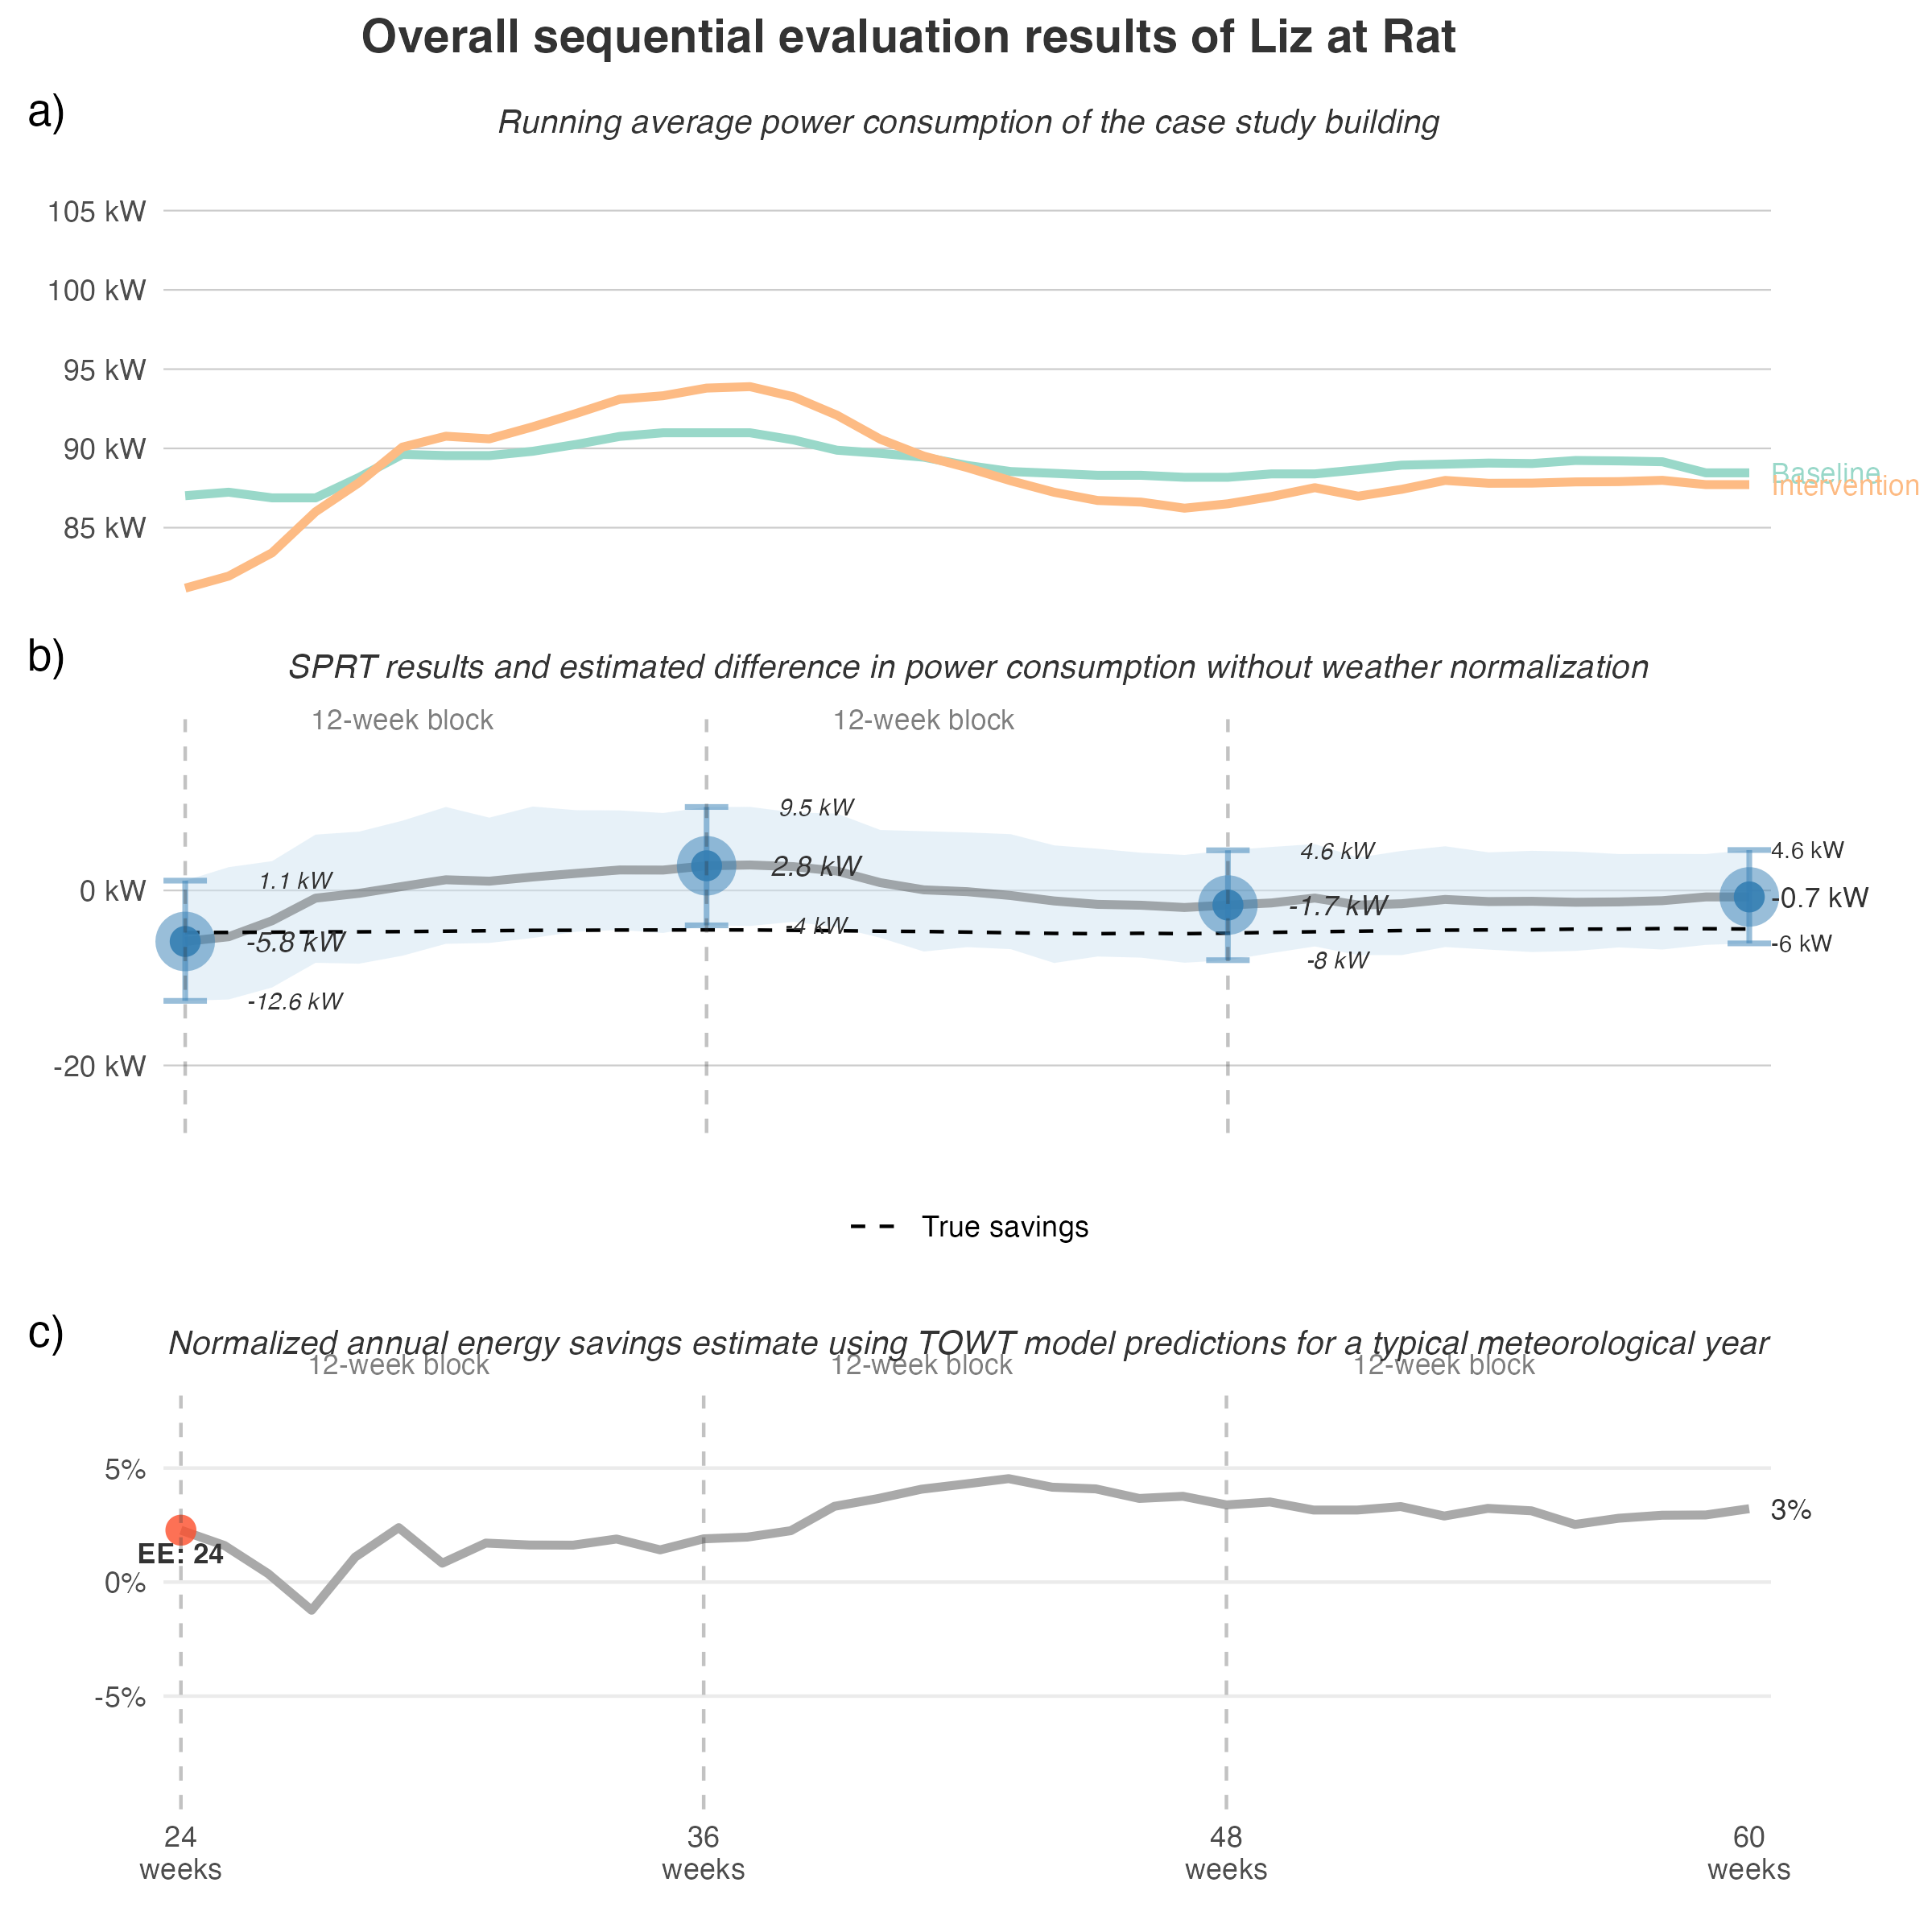 Overall sequential evaluation results of Liz at Rat
a)
Running average power consumption of the case study building
105 kW
100 kW
95 kW
90 kW
85 kW
Baseline
Intervention
b)
SPRT results and estimated difference in power consumption without weather normalization
12-week block
12-week block
9.5 kW
4.6 kW
4.6 kW
1.1 kW
2.8 kW
0 kW
-1.7 kW
-0.7 kW
-5.8 kW
-4 kW
-8 kW
-6 kW
-12.6 kW
-20 kW
True savings
c)
Normalized annual energy savings estimate using TOWT model predictions for a typical meteorological year
12-week block
12-week block
12-week block
5%
3%
EE: 24
0%
-5%
24
weeks
36
weeks
48
weeks
60
weeks